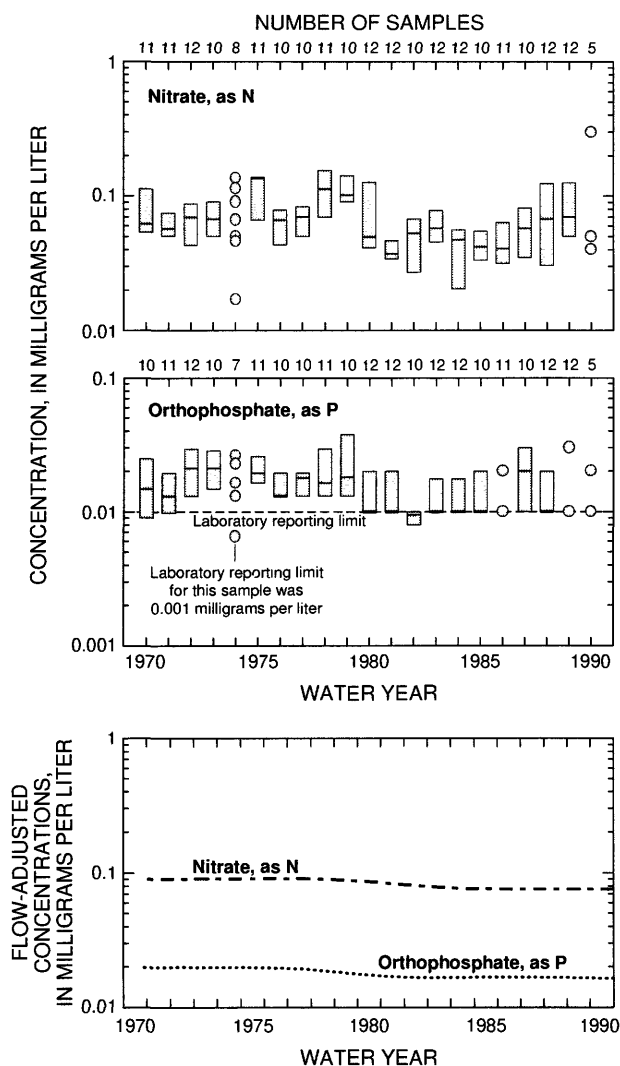 NUMBER OF SAMPLES
11 11 12 10 8 11 10 10 11 10 12 12 10 12 12 10 11 10 12 12 5
1
Nitrate, as N
0.1
0.01
CONCENTRATION, IN MILLIGRAMS PER LITER
10 11 12 10 7 11 10 10 11 10 12 12 10 12 12 10 11 10 12 12 5
0.1
Orthophosphate, as P
0.01
Laboratory reporting limit
Laboratory reporting limit
for this sample was
0.001 milligrams per liter
0.001
1970 1975 1980 1985 1990
WATER YEAR
FLOW-ADJUSTED
CONCENTRATIONS,
IN MILLIGRAMS PER LITER
1
Nitrate, as N
0.1
Orthophosphate, as P
0.01
1970 1975 1980 1985 1990
WATER YEAR